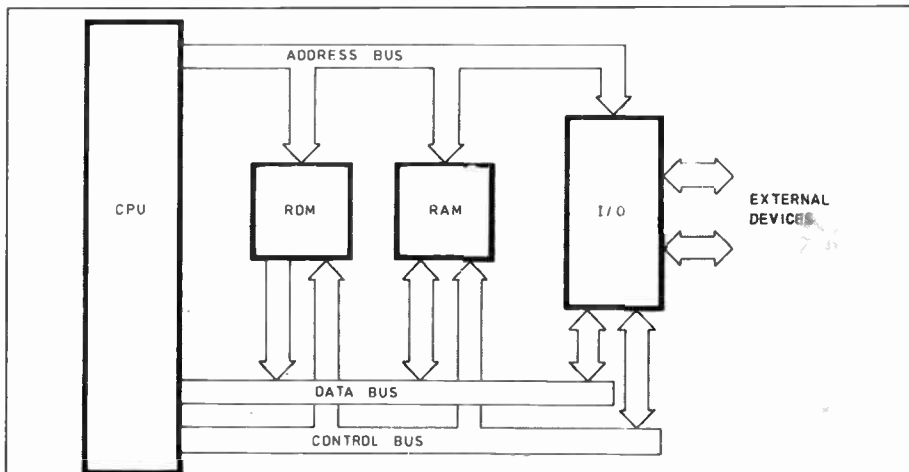 ADDRESS BUS
CPU
ROM
RAM
I/O
EXTERNAL
DEVICES
DATA BUS
CONTROL BUS